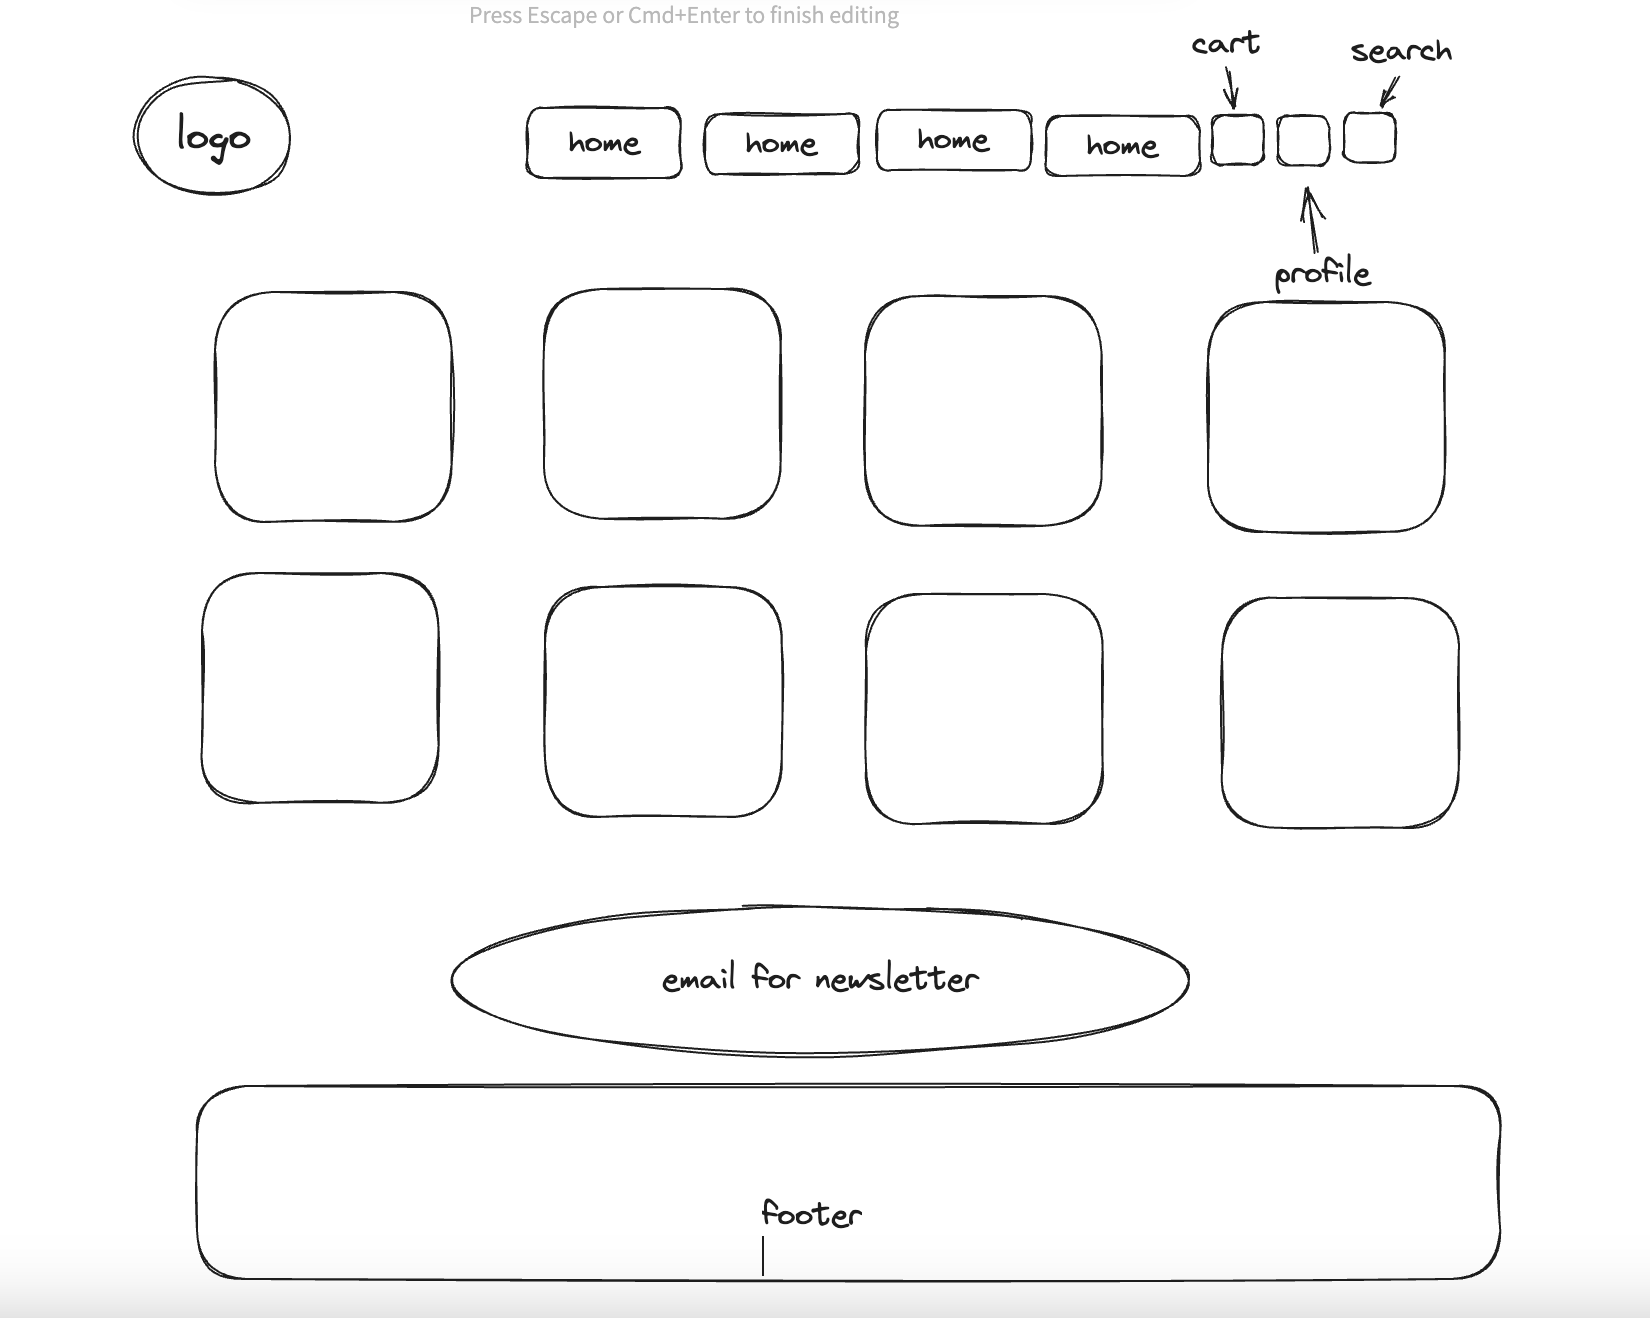 Press Escape or Cmd+Enter to finish editing
cart
search
logo
home
home
home
home
profile
email for newsletter
footer